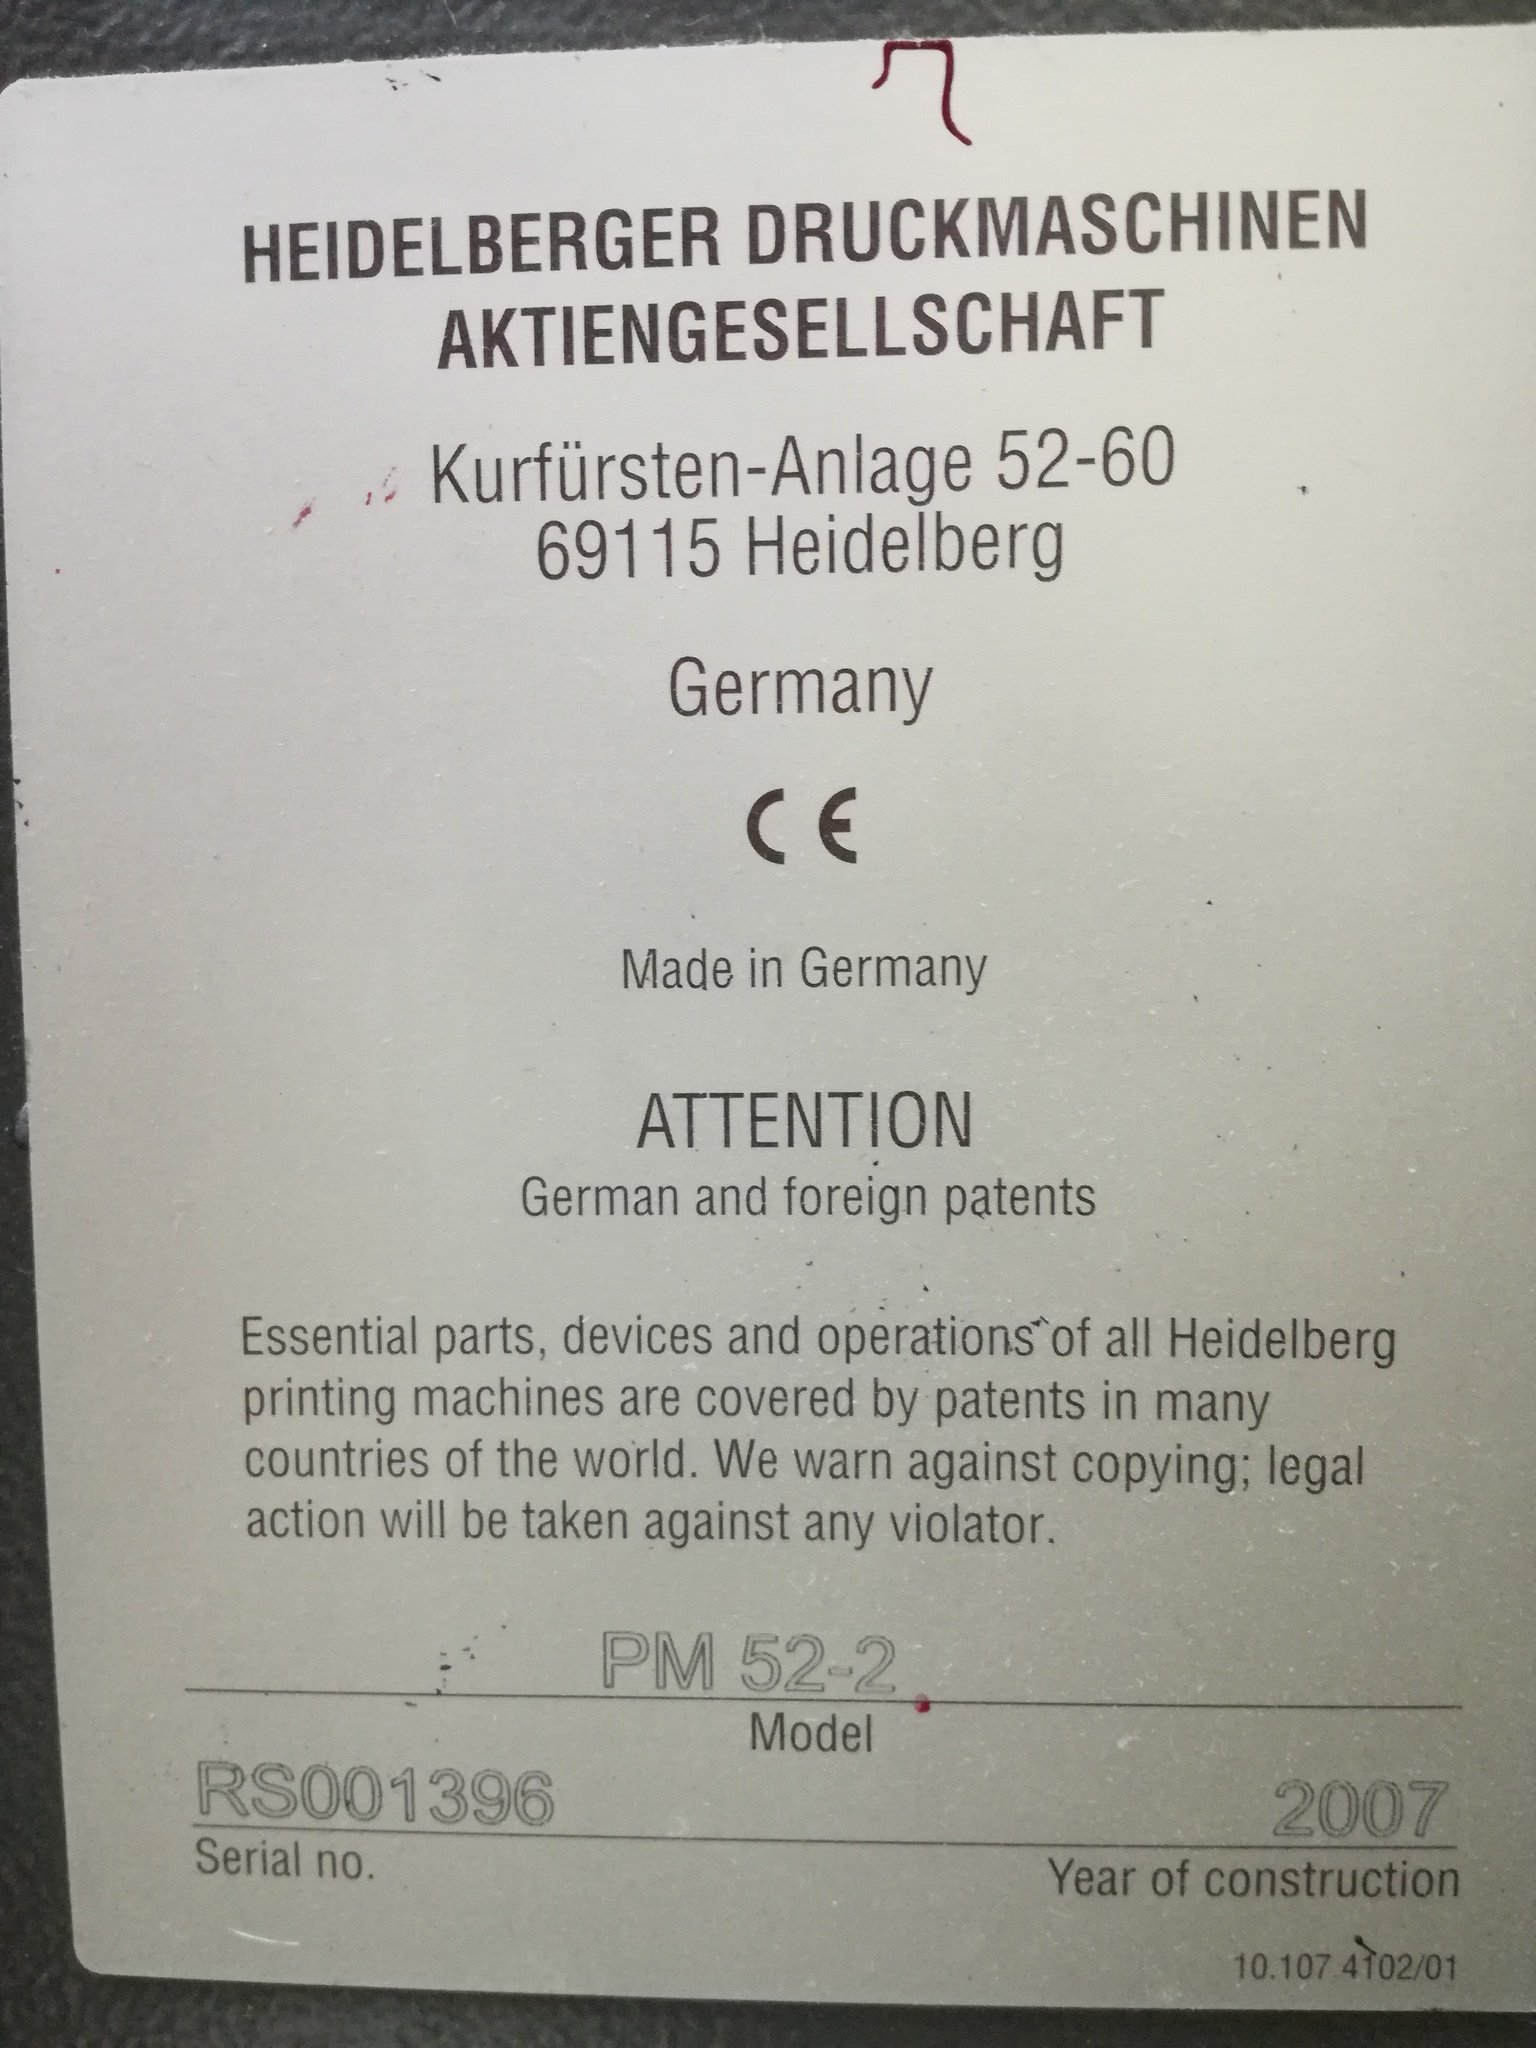 HEIDELBERGER DRUCKMASCHINEN
AKTIENGESELLSCHAFT
Kurfürsten-Anlage 52-60
69115 Heidelberg
Germany
CE
Made in Germany
ATTENTION
German and foreign patents
Essential parts, devices and operations of all Heidelberg
printing machines are covered by patents in many
countries of the world. We warn against copying; legal
action will be taken against any violator.
PM 52-2
Model
RS001396
Serial no.
2007
Year of construction
10.107.4102/01